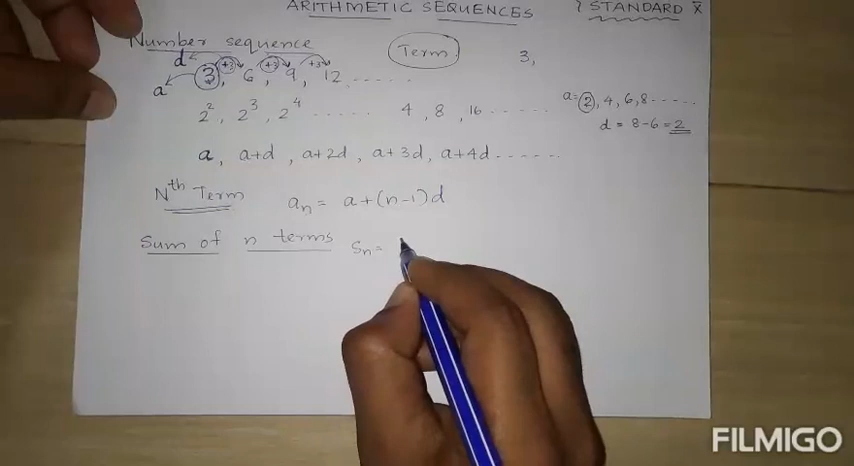 ARITHMETIC SEQUENCES
STANDARD X
Number sequence
Term
3,
d
+3 +3 +3
3, 6, 9, 12, ......
a
2², 2³, 2⁴ ...... 4, 8, 16 ......
a = 2, 4, 6, 8 ......
d = 8-6 = 2
a, a+d, a+2d, a+3d, a+4d ......
Nth Term aₙ = a+(n-1)d
Sum of n terms Sₙ =
FILMIGO